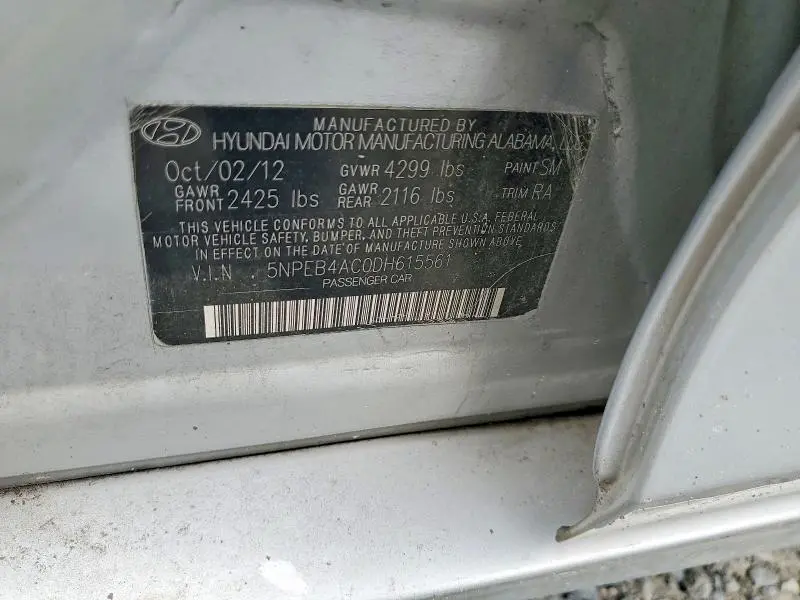 MANUFACTURED BY
HYUNDAI MOTOR MANUFACTURING ALABAMA, LLC
Oct/02/12 GVWR 4299 lbs PAINT SM
GAWR FRONT 2425 lbs GAWR REAR 2116 lbs TRIM RA
THIS VEHICLE CONFORMS TO ALL APPLICABLE U.S.A. FEDERAL
MOTOR VEHICLE SAFETY, BUMPER, AND THEFT PREVENTION STANDARDS
IN EFFECT ON THE DATE OF MANUFACTURE SHOWN ABOVE.
V.I.N 5NPEB4AC0DH615561
PASSENGER CAR